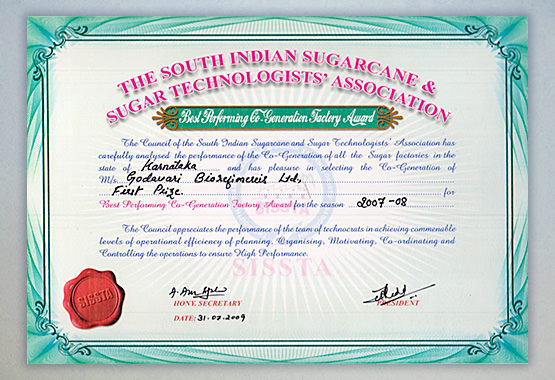 THE SOUTH INDIAN SUGARCANE &
SUGAR TECHNOLOGISTS' ASSOCIATION
Best Performing Co-Generation Factory Award
The Council of the South Indian Sugarcane and Sugar Technologists Association has
carefully analysed the performance of the Co-Generation of all the Sugar factories in the
state of Karnataka and has pleasure in selecting the Co-Generation of
M/s. Godavari Biorefineries Ltd,
First Prize. for
Best Performing Co-Generation Factory Award for the season 2007-08
The Council appreciates the performance of the team of technocrats in achieving commenable
levels of operational efficiency of planning, Organising, Motivating, Co-ordinating and
Controlling the operations to ensure High Performance.
SISSTA
SISSTA
SISSTA
HONY. SECRETARY
PRESIDENT
DATE: 31-07-2009